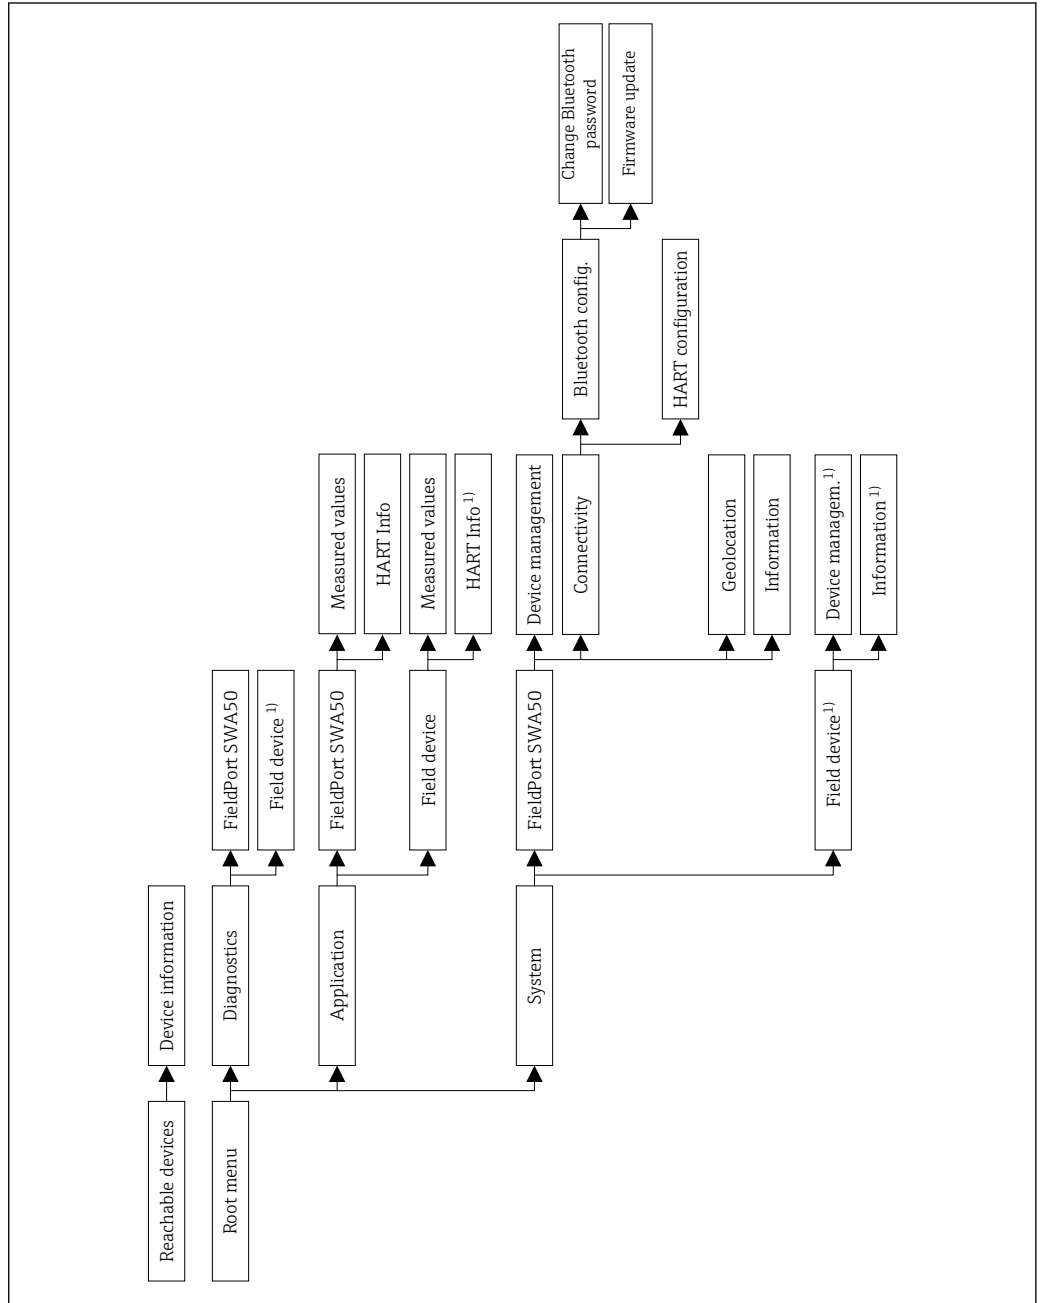 Reachable devices
Device information
Root menu
Diagnostics
FieldPort SWA50
Field device 1)
Application
FieldPort SWA50
Measured values
HART Info
Field device
Measured values
HART Info 1)
System
FieldPort SWA50
Device management
Connectivity
Bluetooth config.
Change Bluetooth
password
Firmware update
HART configuration
Geolocation
Information
Field device1)
Device managem.1)
Information 1)